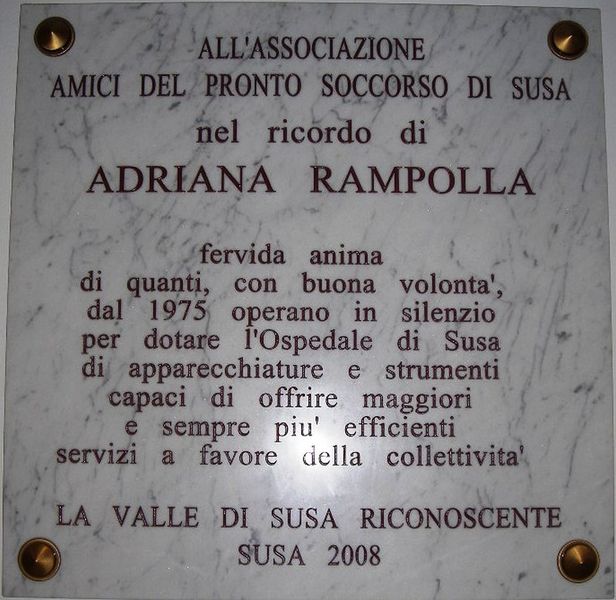 ALL'ASSOCIAZIONE
AMICI DEL PRONTO SOCCORSO DI SUSA
nel ricordo di
ADRIANA RAMPOLLA
fervida anima
di quanti, con buona volonta',
dal 1975 operano in silenzio
per dotare l'Ospedale di Susa
di apparecchiature e strumenti
capaci di offrire maggiori
e sempre piu' efficienti
servizi a favore della collettivita'
LA VALLE DI SUSA RICONOSCENTE
SUSA 2008